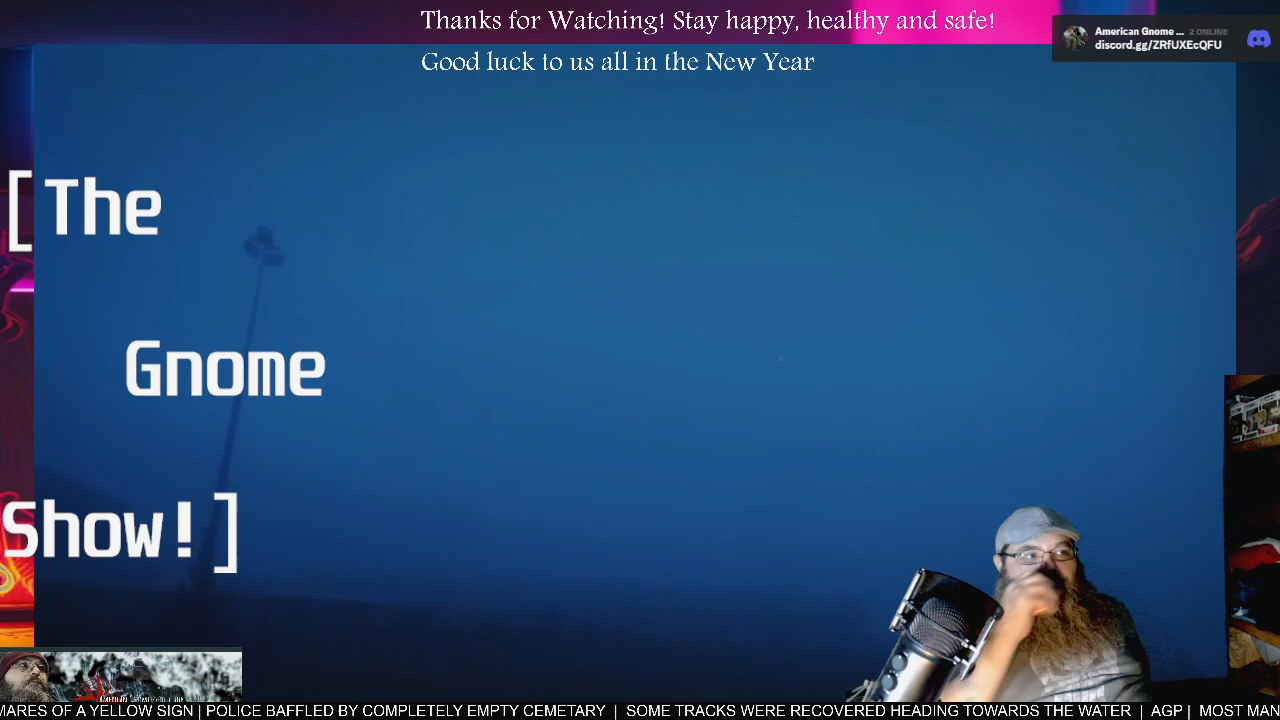 Thanks for Watching! Stay happy, healthy and safe!
Good luck to us all in the New Year
American Gnome ... 2 ONLINE
discord.gg/ZRfUXEcQFU
[The
Gnome
Show!]
MARES OF A YELLOW SIGN | POLICE BAFFLED BY COMPLETELY EMPTY CEMETARY | SOME TRACKS WERE RECOVERED HEADING TOWARDS THE WATER | AGP | MOST MAN